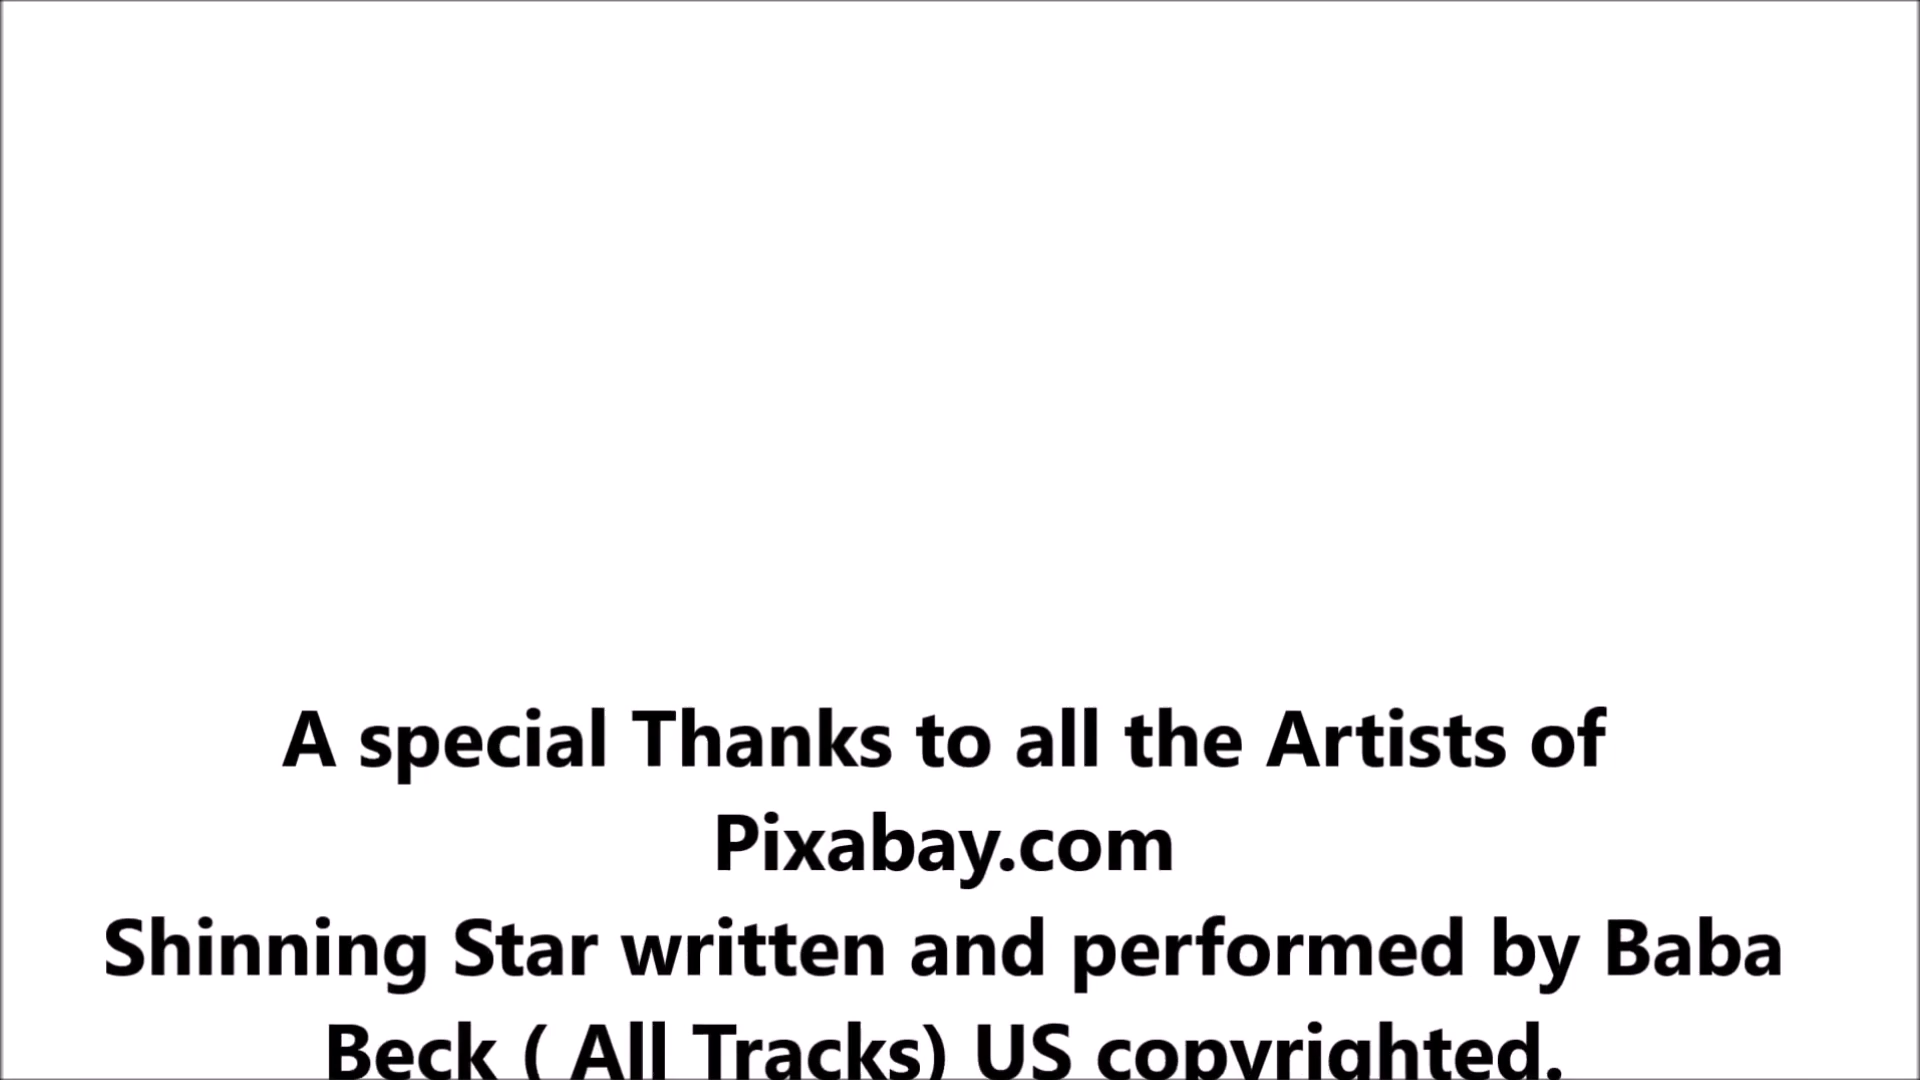 A special Thanks to all the Artists of
Pixabay.com
Shinning Star written and performed by Baba
Beck ( All Tracks) US copyrighted.